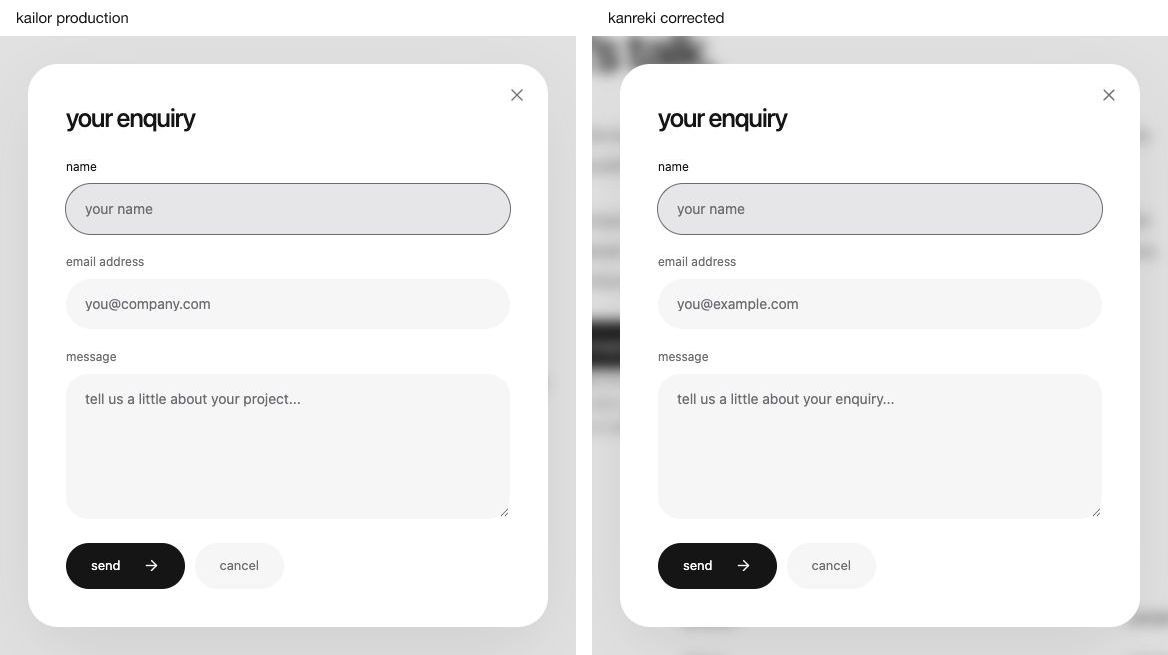 kailor production
your enquiry
name
your name
email address
you@company.com
message
tell us a little about your project...
send
cancel
kanreki corrected
talk
your enquiry
name
your name
email address
you@example.com
message
tell us a little about your enquiry...
send
cancel